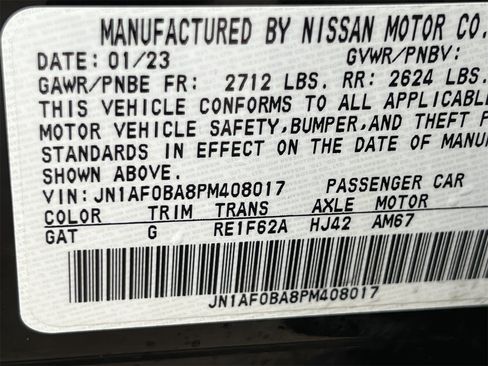 MANUFACTURED BY NISSAN MOTOR CO.
DATE: 01/23 GVWR/PNBV:
GAWR/PNBE FR: 2712 LBS. RR: 2624 LBS.
THIS VEHICLE CONFORMS TO ALL APPLICABLE
MOTOR VEHICLE SAFETY,BUMPER,AND THEFT P
STANDARDS IN EFFECT ON THE DATE OF MANU
SHOWN ABOVE.
VIN: JN1AF0BA8PM408017 PASSENGER CAR
COLOR TRIM TRANS AXLE MOTOR
GAT G RE1F62A HJ42 AM67
JN1AF0BA8PM408017